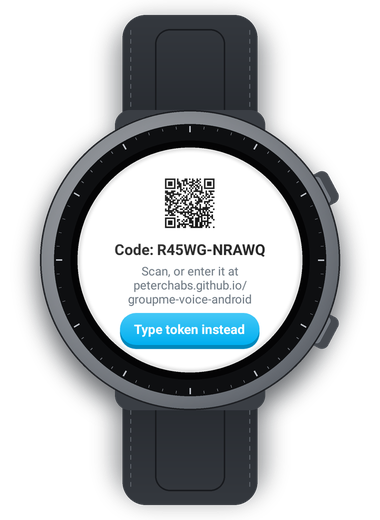 Code: R45WG-NRAWQ
Scan, or enter it at
peterchabs.github.io/
groupme-voice-android
Type token instead